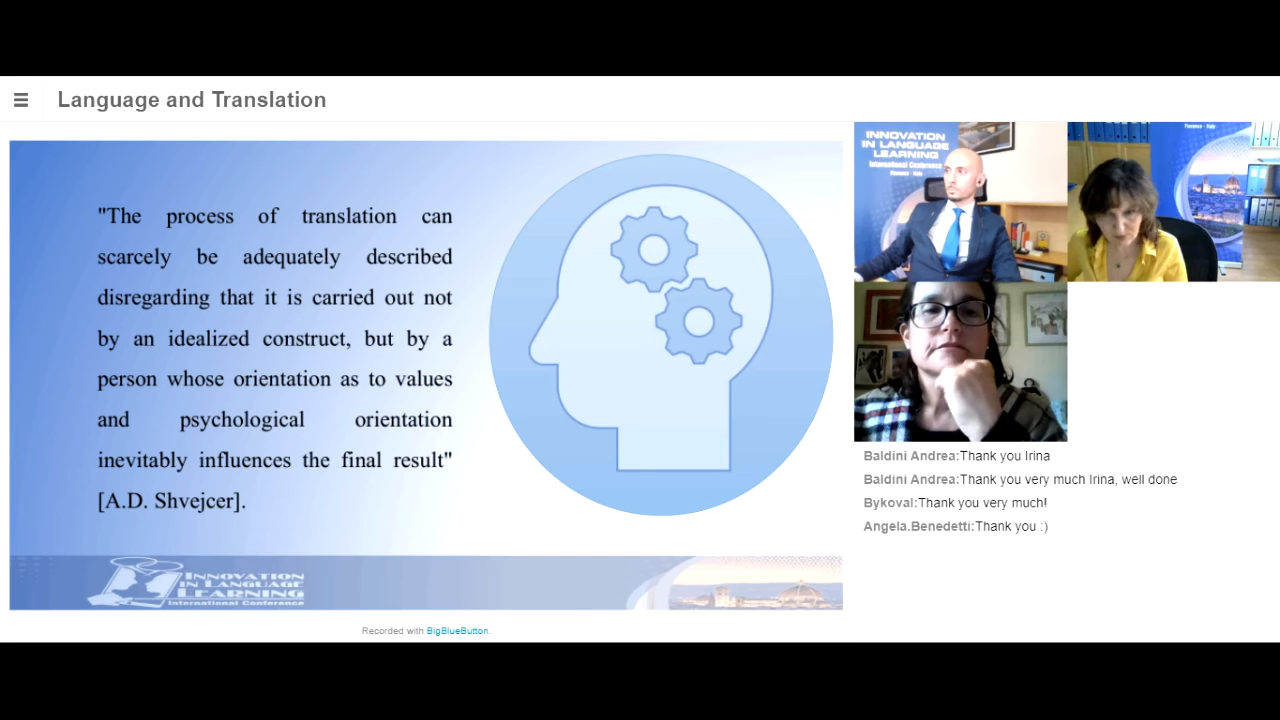 Language and Translation
"The process of translation can
scarcely be adequately described
disregarding that it is carried out not
by an idealized construct, but by a
person whose orientation as to values
and psychological orientation
inevitably influences the final result"
[A.D. Shvejcer].
INNOVATION
IN LANGUAGE
LEARNING
International Conference
Recorded with BigBlueButton.
INNOVATION
IN LANGUAGE
LEARNING
International Conference
Florence - Italy
Florence - Italy
Baldini Andrea:Thank you Irina
Baldini Andrea:Thank you very much Irina, well done
Bykoval:Thank you very much!
Angela.Benedetti:Thank you :)